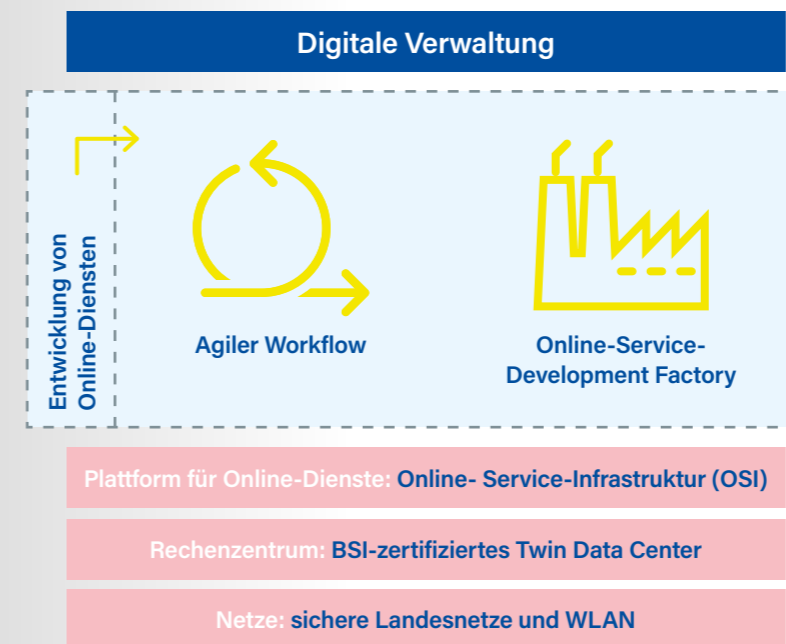 Digitale Verwaltung
Entwicklung von
Online-Diensten
Agiler Workflow
Online-Service-
Development Factory
Plattform für Online-Dienste: Online- Service-Infrastruktur (OSI)
Rechenzentrum: BSI-zertifiziertes Twin Data Center
Netze: sichere Landesnetze und WLAN